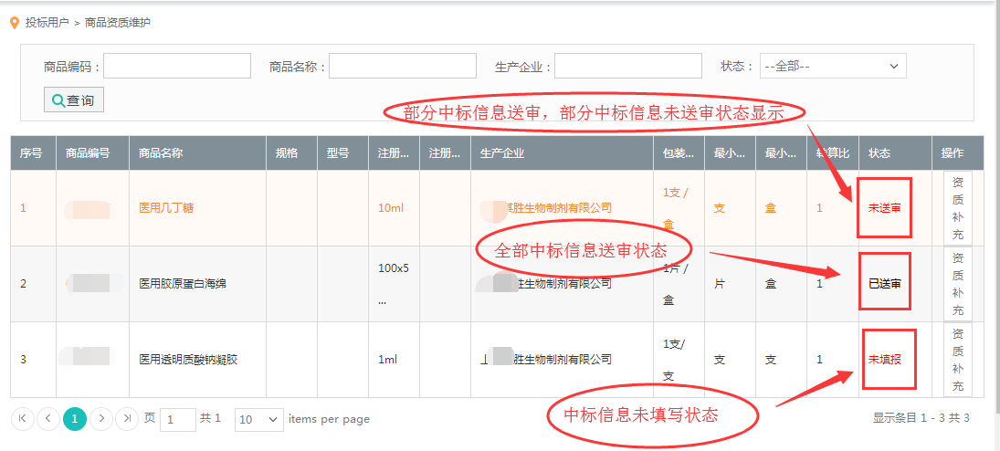 投标用户 > 商品资质维护
商品编码： 商品名称： 生产企业： 状态： --全部--
查询
部分中标信息送审，部分中标信息未送审状态显示
序号 商品编号 商品名称 规格 型号 注册... 注册... 生产企业 包装... 最小... 最小... 算比 状态 操作
1 医用几丁糖 10ml 胜生物制剂有限公司 1支 / 盒 支 盒 1 未送审 资质补充
全部中标信息送审状态
2 医用胶原蛋白海绵 100x5 ... 生物制剂有限公司 1片 / 盒 片 盒 1 已送审 资质补充
3 医用透明质酸钠凝胶 1ml 上 胜生物制剂有限公司 1支/ 支 支 支 1 未填报 资质补充
中标信息未填写状态
1 页 1 共 1 10 items per page 显示条目 1 - 3 共 3